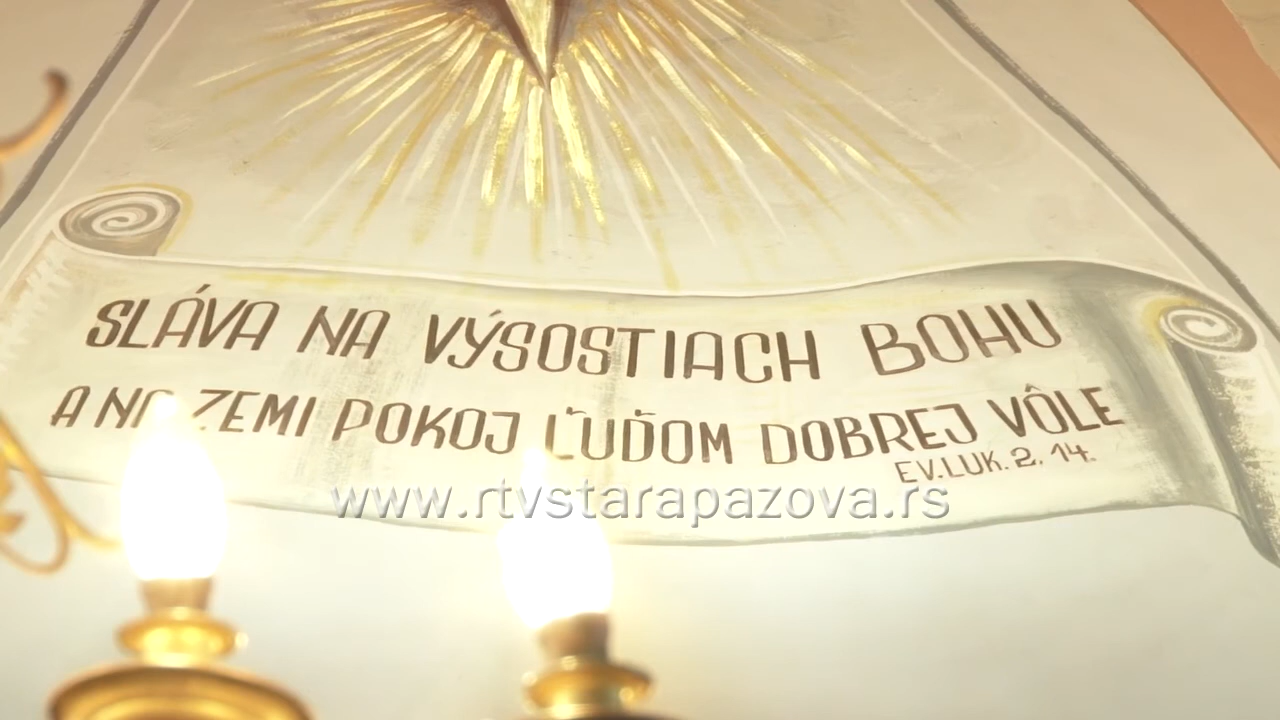 SLÁVA NA VÝSOSTIACH BOHU
A NA ZEMI POKOJ ĽUĎOM DOBREJ VÔLE
EV. LUK. 2, 14.
www.rtvstarapazova.rs